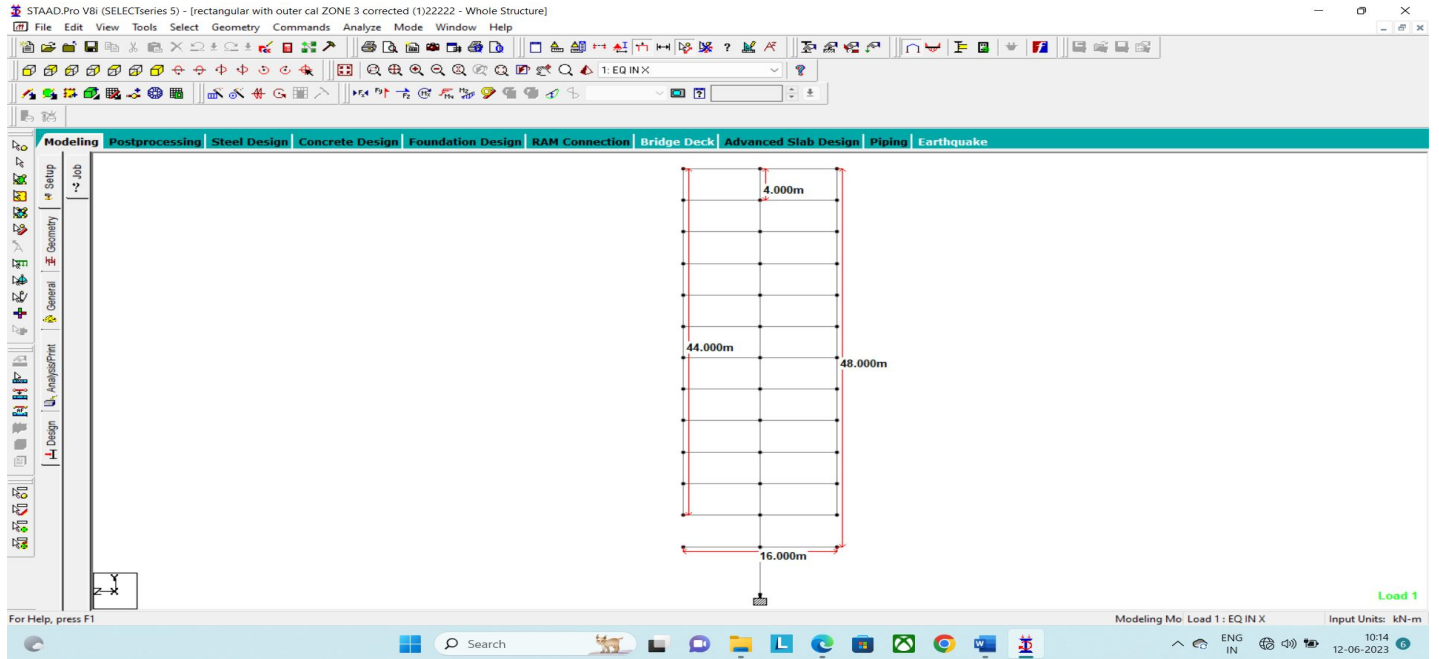 STAAD.Pro V8i (SELECTseries 5) - [rectangular with outer cal ZONE 3 corrected (1)22222 - Whole Structure]
File Edit View Tools Select Geometry Commands Analyze Mode Window Help
1: EQ IN X
Modeling Postprocessing Steel Design Concrete Design Foundation Design RAM Connection Bridge Deck Advanced Slab Design Piping Earthquake
Setup
Job
Geometry
General
Analysis/Print
Design
4.000m
44.000m
48.000m
16.000m
Y
Z X
Load 1
For Help, press F1
Modeling Mo Load 1 : EQ IN X Input Units: kN-m
Search
ENG
IN
10:14
12-06-2023
6